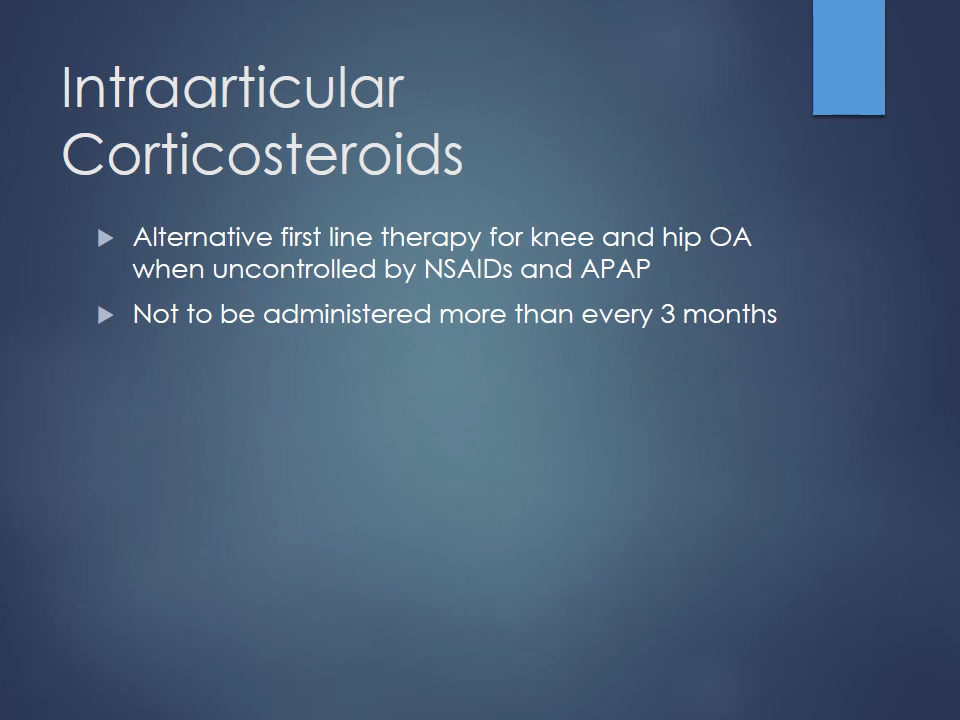 Intraarticular
Corticosteroids
Alternative first line therapy for knee and hip OA
when uncontrolled by NSAIDs and APAP
Not to be administered more than every 3 months